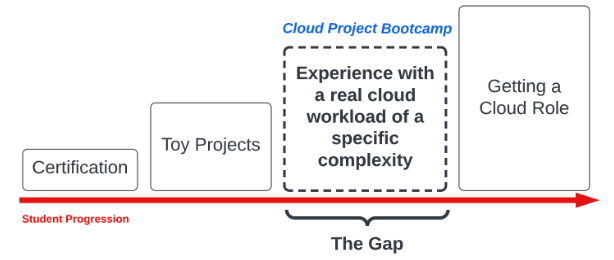 Cloud Project Bootcamp
Experience with
a real cloud
workload of a
specific
complexity
Getting a
Cloud Role
Toy Projects
Certification
Student Progression
The Gap